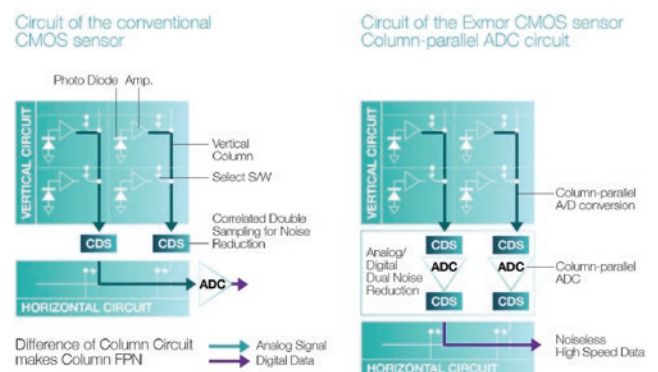 Circuit of the conventional
CMOS sensor
Photo Diode Amp.
VERTICAL CIRCUIT
Vertical
Column
Select S/W
Correlated Double
Sampling for Noise
Reduction
CDS
CDS
ADC
HORIZONTAL CIRCUIT
Difference of Column Circuit
makes Column FPN
Analog Signal
Digital Data
Circuit of the Exmor CMOS sensor
Column-parallel ADC circuit
VERTICAL CIRCUIT
Column-parallel
A/D conversion
Analog/
Digital
Dual Noise
Reduction
CDS
CDS
ADC
ADC
Column-parallel
ADC
CDS
CDS
Noiseless
High Speed Data
HORIZONTAL CIRCUIT